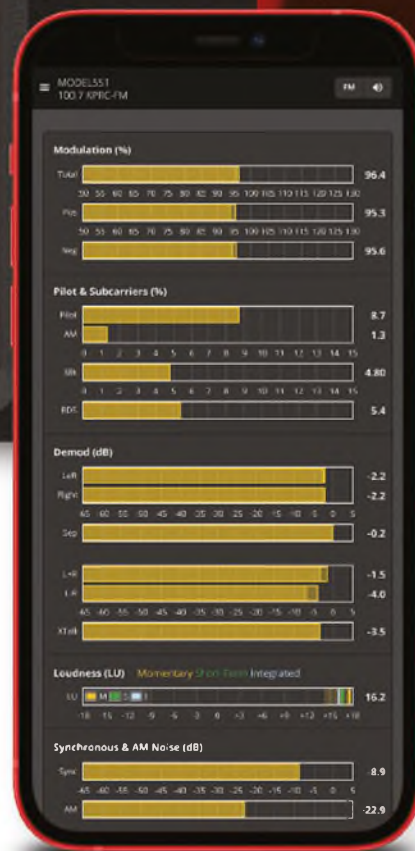 MODEL551
100.7 KPRC-FM
FM
Modulation (%)
Total 96.4
50 55 60 65 70 75 80 85 90 95 100 105 110 115 120 125 130
Pos 95.3
50 55 60 65 70 75 80 85 90 95 100 105 110 115 120 125 130
Neg 95.6
Pilot & Subcarriers (%)
Pilot 8.7
AM 1.3
0 1 2 3 4 5 6 7 8 9 10 11 12 13 14 15
4.80
0 1 2 3 4 5 6 7 8 9 10 11 12 13 14 15
RDS 5.4
Demod (dB)
Left -2.2
Right -2.2
-65 -60 -55 -50 -45 -40 -35 -30 -25 -20 -15 -10 -5 0 5
Sep -0.2
L+R -1.5
L-R -4.0
-65 -60 -55 -50 -45 -40 -35 -30 -25 -20 -15 -10 -5 0 5
XTalk -3.5
Loudness (LU) Momentary Short-Term Integrated
LU M S I 16.2
-18 -15 -12 -9 -6 -3 0 +3 +6 +9 +12 +15 +18
Synchronous & AM Noise (dB)
Sync -8.9
-65 -60 -55 -50 -45 -40 -35 -30 -25 -20 -15 -10 -5 0 5
AM -22.9